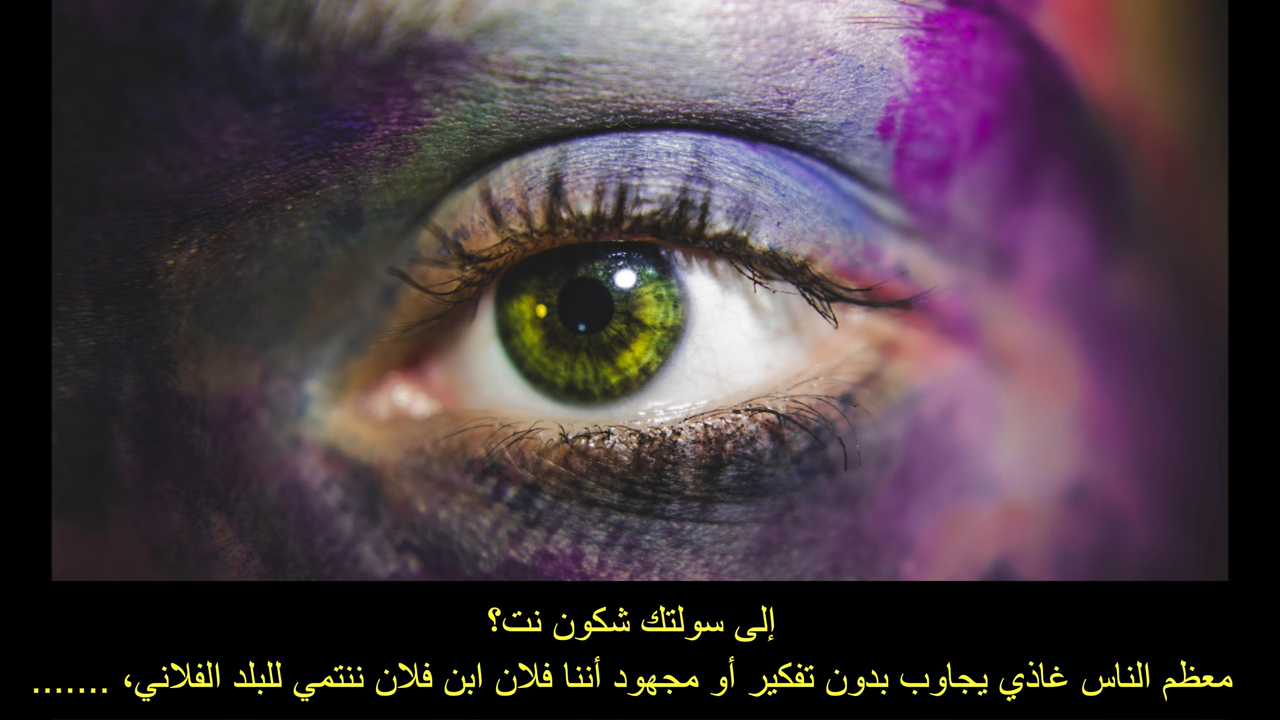 إلى سولتك شكون نت؟
معظم الناس غاذي يجاوب بدون تفكير أو مجهود أننا فلان ابن فلان ننتمي للبلد الفلاني، .......